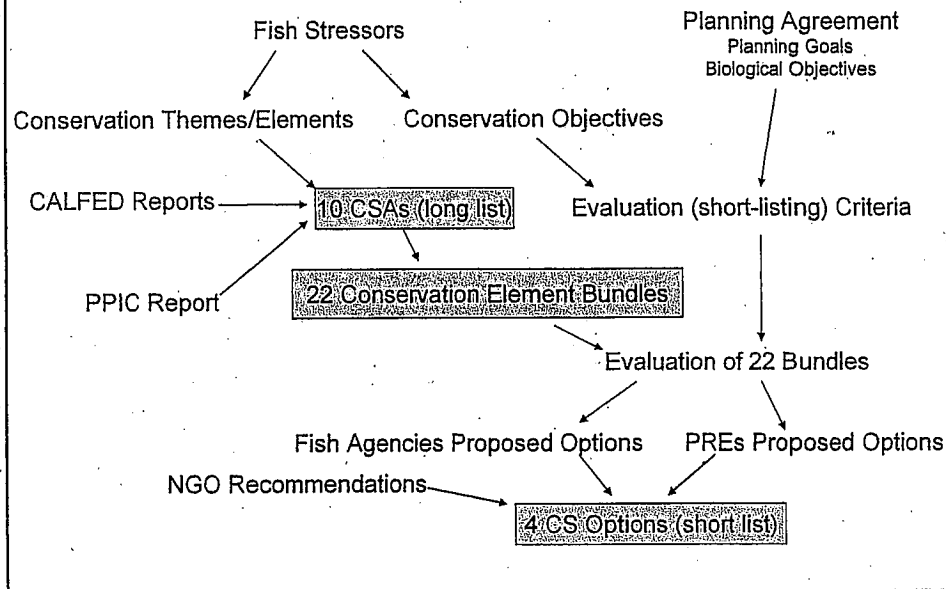 Planning Agreement
Planning Goals
Biological Objectives
Fish Stressors
Conservation Themes/Elements
Conservation Objectives
CALFED Reports
10 CSAs (long list)
Evaluation (short-listing) Criteria
PPIC Report
22 Conservation Element Bundles
Evaluation of 22 Bundles
Fish Agencies Proposed Options
PREs Proposed Options
NGO Recommendations
4 CS Options (short list)